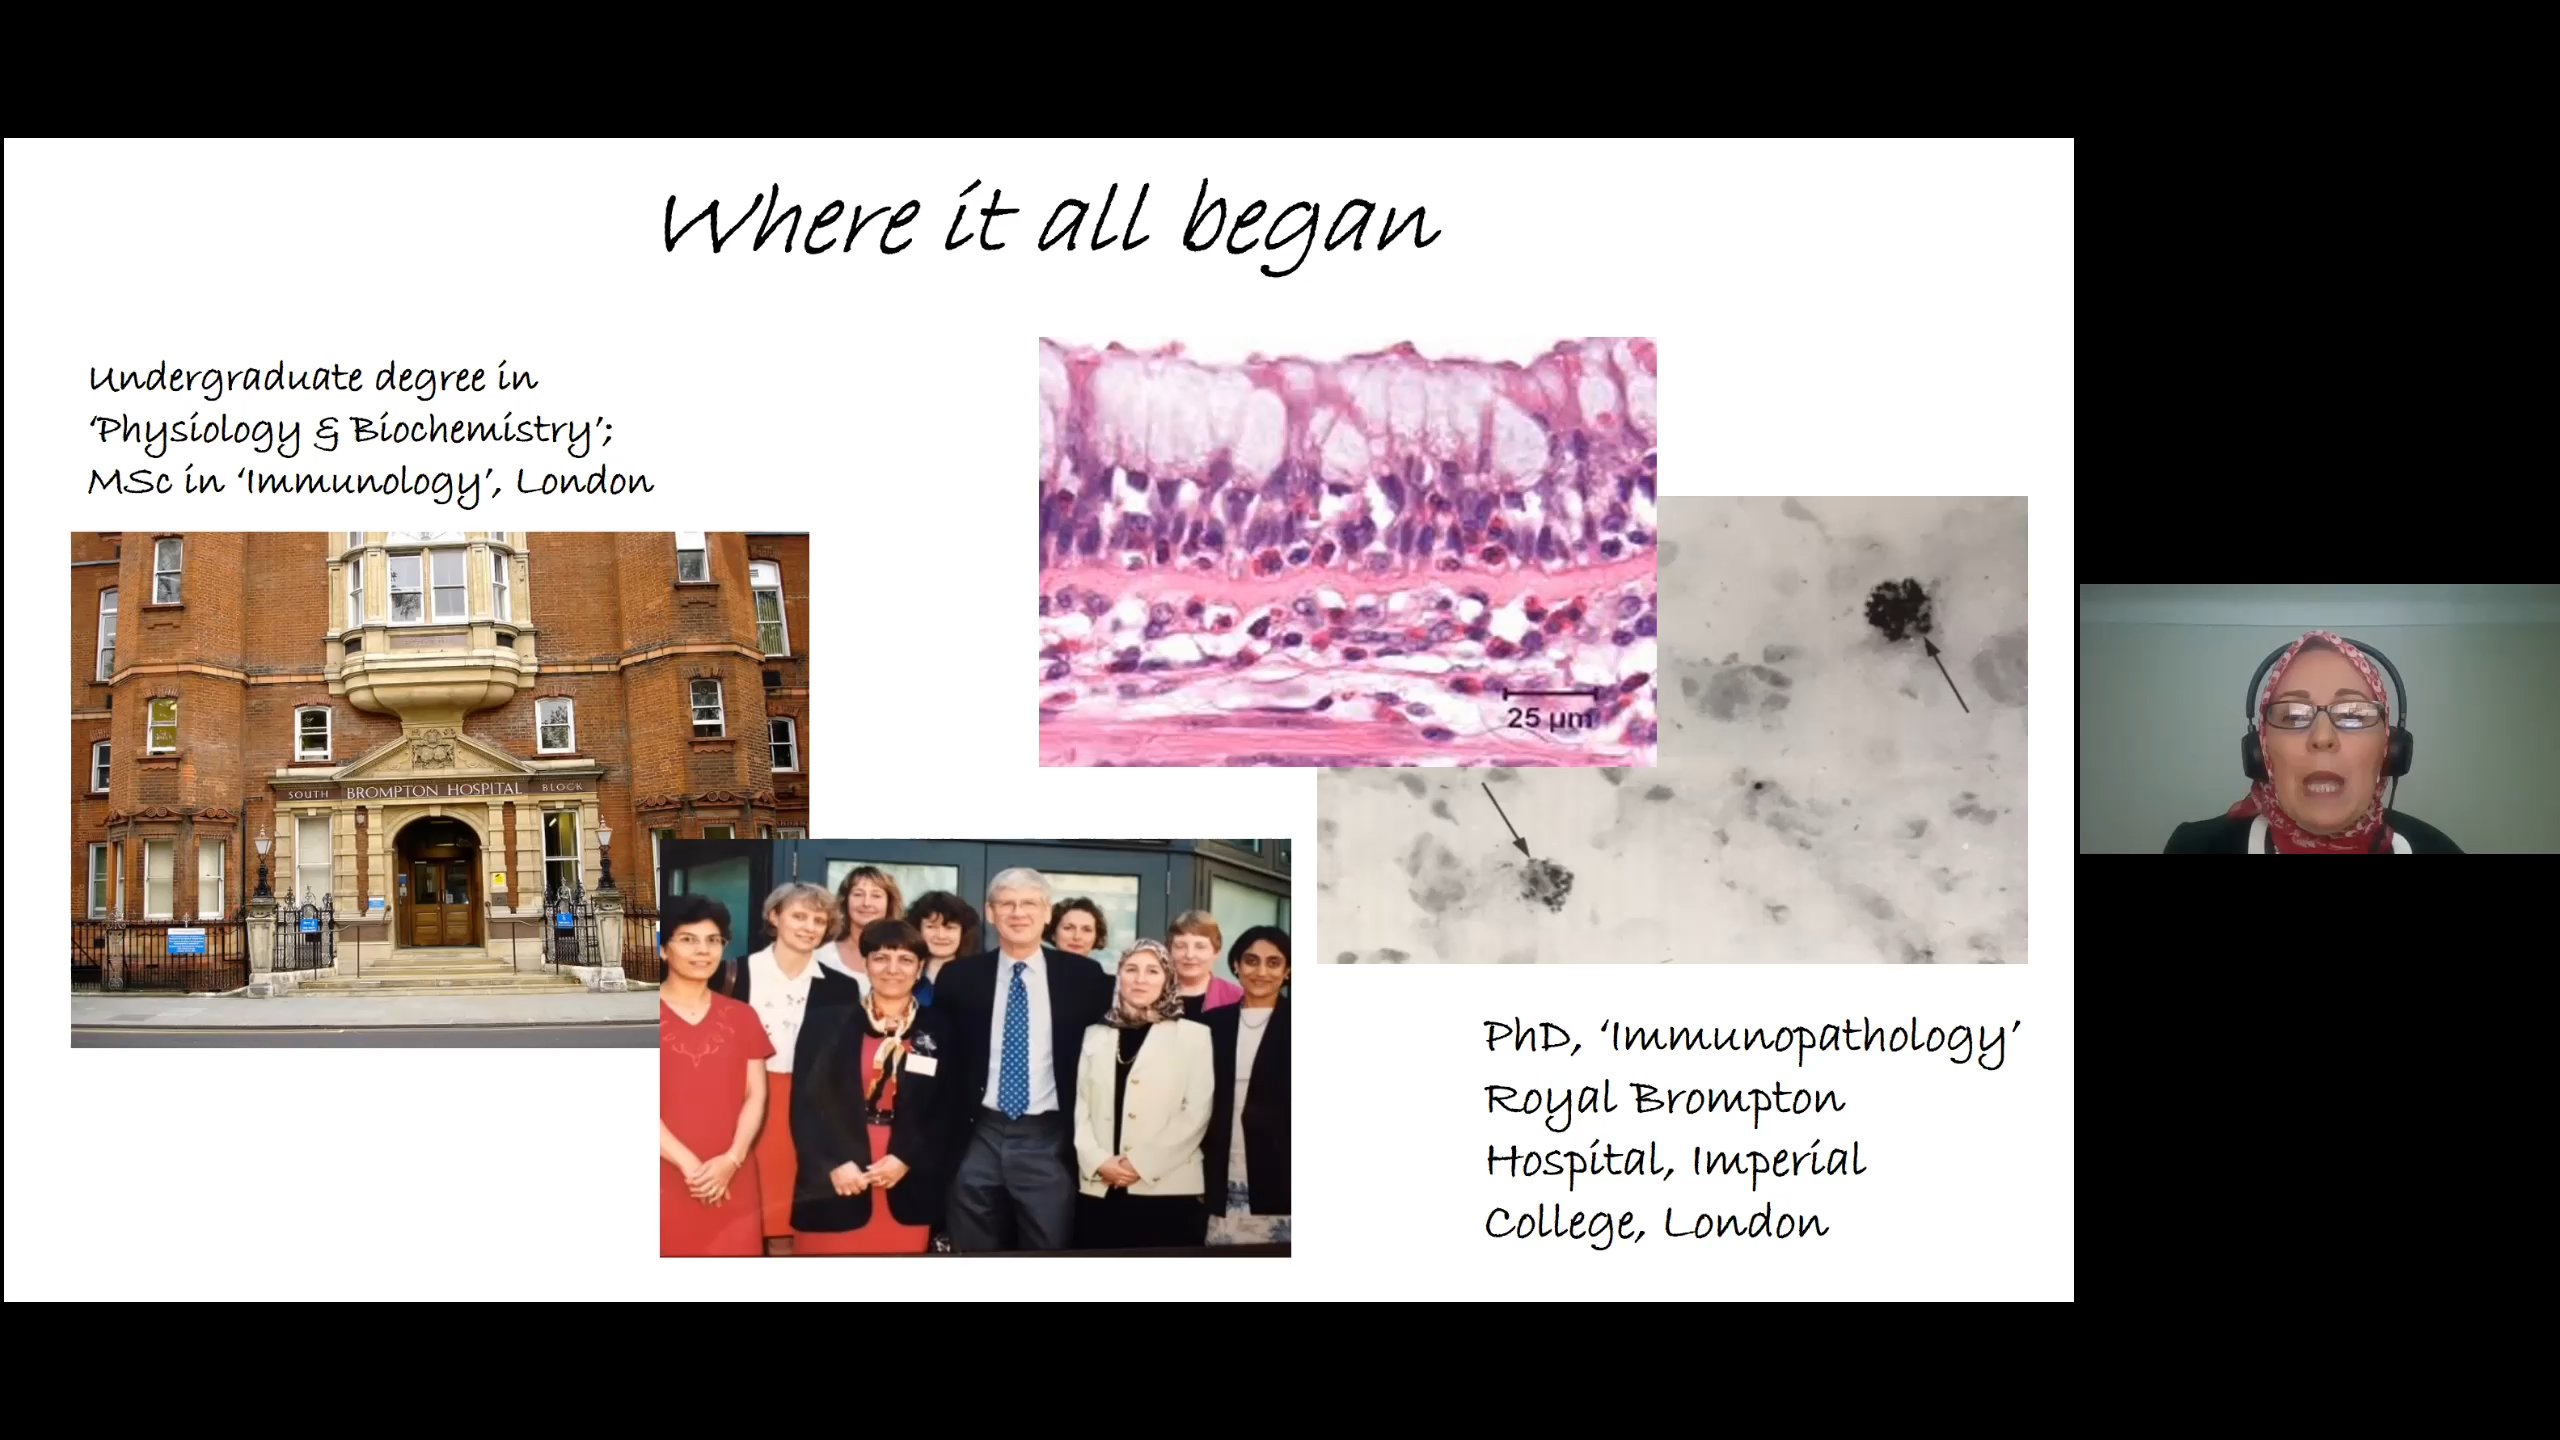 Where it all began
Undergraduate degree in
‘Physiology & Biochemistry’;
MSc in ‘Immunology’, London
SOUTH BROMPTON HOSPITAL BLOCK
25 µm
PhD, ‘Immunopathology’
Royal Brompton
Hospital, Imperial
College, London